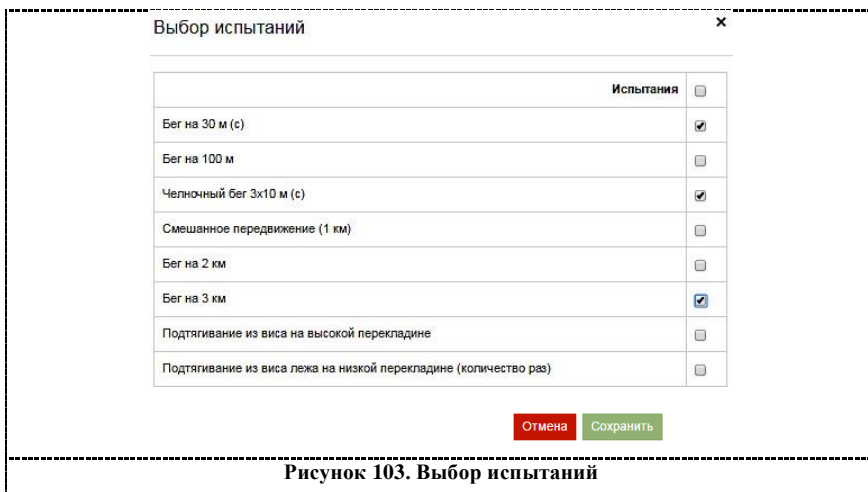 Выбор испытаний ×
Испытания
Бег на 30 м (с)
Бег на 100 м
Челночный бег 3х10 м (с)
Смешанное передвижение (1 км)
Бег на 2 км
Бег на 3 км
Подтягивание из виса на высокой перекладине
Подтягивание из виса лежа на низкой перекладине (количество раз)
Отмена Сохранить
Рисунок 103. Выбор испытаний